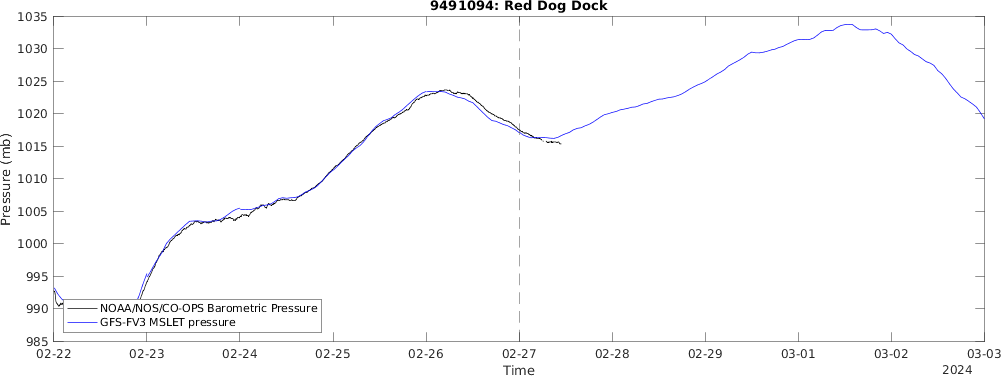 9491094: Red Dog Dock
Pressure (mb)
1035
1030
1025
1020
1015
1010
1005
1000
995
990
985
NOAA/NOS/CO-OPS Barometric Pressure
GFS-FV3 MSLET pressure
02-22 02-23 02-24 02-25 02-26 02-27 02-28 02-29 03-01 03-02 03-03
Time
2024